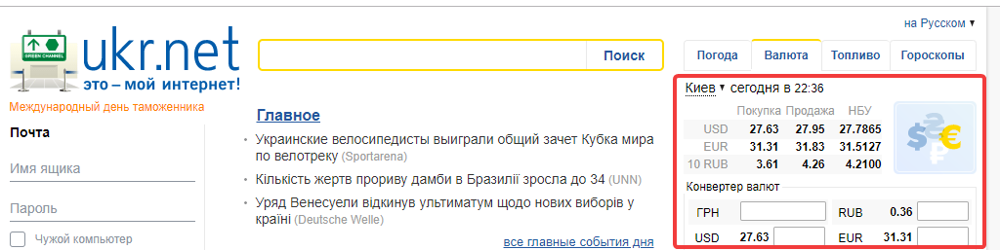 на Русском ▼
GREEN CHANNEL
ukr.net
это – мой интернет!
Международный день таможенника
Поиск
Погода Валюта Топливо Гороскопы
Почта
Имя ящика
Пароль
Чужой компьютер
Главное
• Украинские велосипедисты выиграли общий зачет Кубка мира
по велотреку (Sportarena)
• Кількість жертв прориву дамби в Бразилії зросла до 34 (UNN)
• Уряд Венесуели відкинув ультиматум щодо нових виборів у
країні (Deutsche Welle)
все главные события дня
Киев ▼ сегодня в 22:36
Покупка Продажа НБУ
USD 27.63 27.95 27.7865
EUR 31.31 31.83 31.5127
10 RUB 3.61 4.26 4.2100
$ ₴ € ₽
Конвертер валют
ГРН RUB 0.36
USD 27.63 EUR 31.31